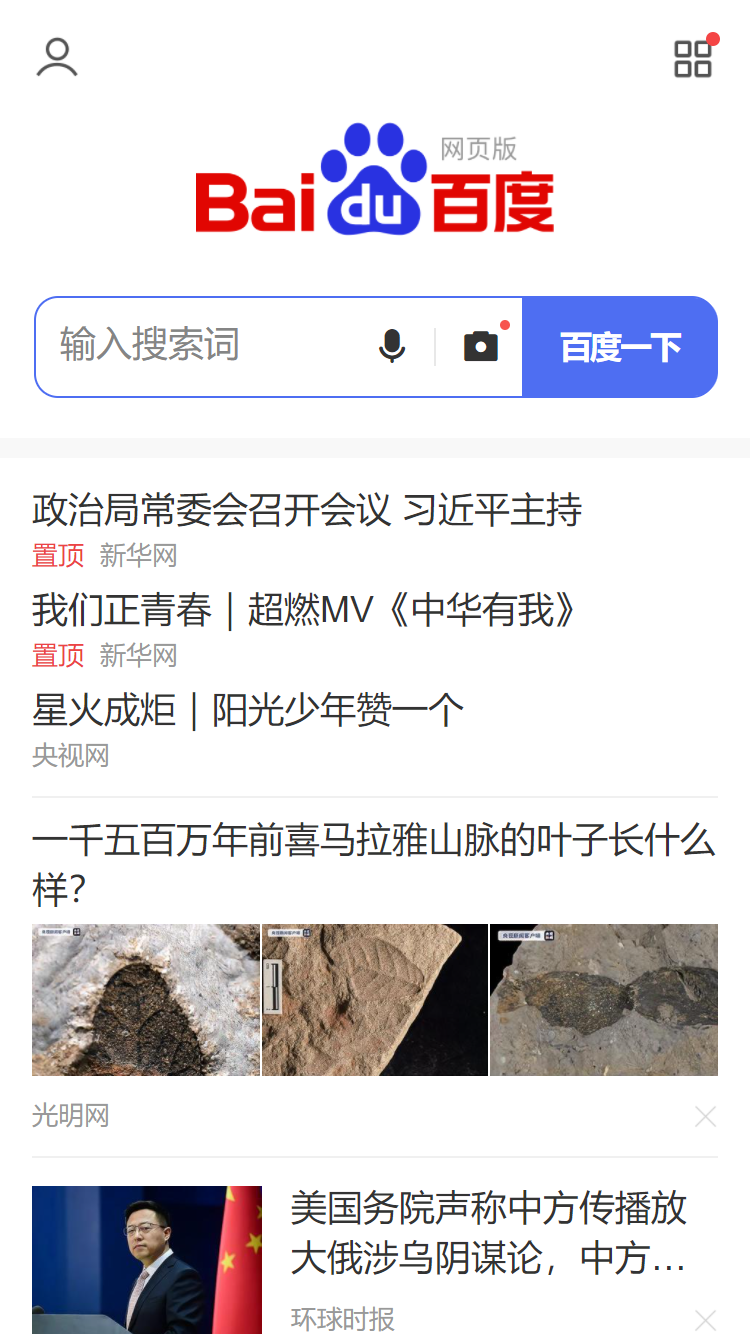 网页版
Bai du 百度
输入搜索词
百度一下
政治局常委会召开会议 习近平主持
置顶 新华网
我们正青春｜超燃MV《中华有我》
置顶 新华网
星火成炬｜阳光少年赞一个
央视网
一千五百万年前喜马拉雅山脉的叶子长什么
样？
光明网
美国务院声称中方传播放
大俄涉乌阴谋论，中方...
环球时报